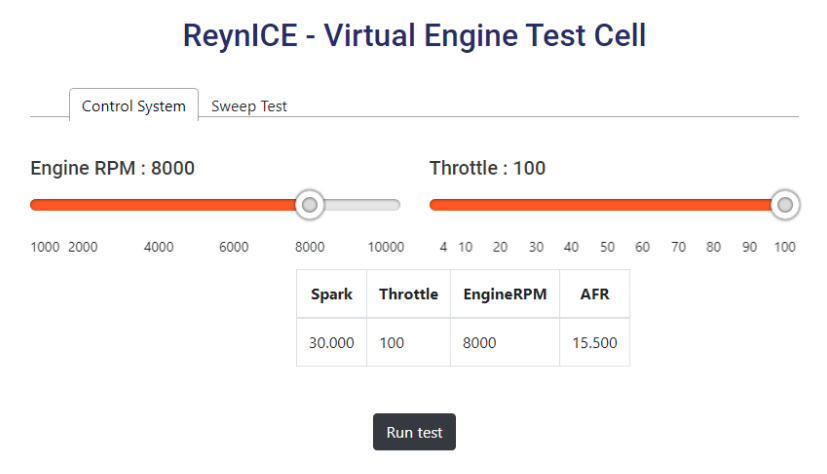 ReynICE - Virtual Engine Test Cell
Control System Sweep Test
Engine RPM : 8000 Throttle : 100
1000 2000 4000 6000 8000 10000 4 10 20 30 40 50 60 70 80 90 100
Spark Throttle EngineRPM AFR
30.000 100 8000 15.500
Run test